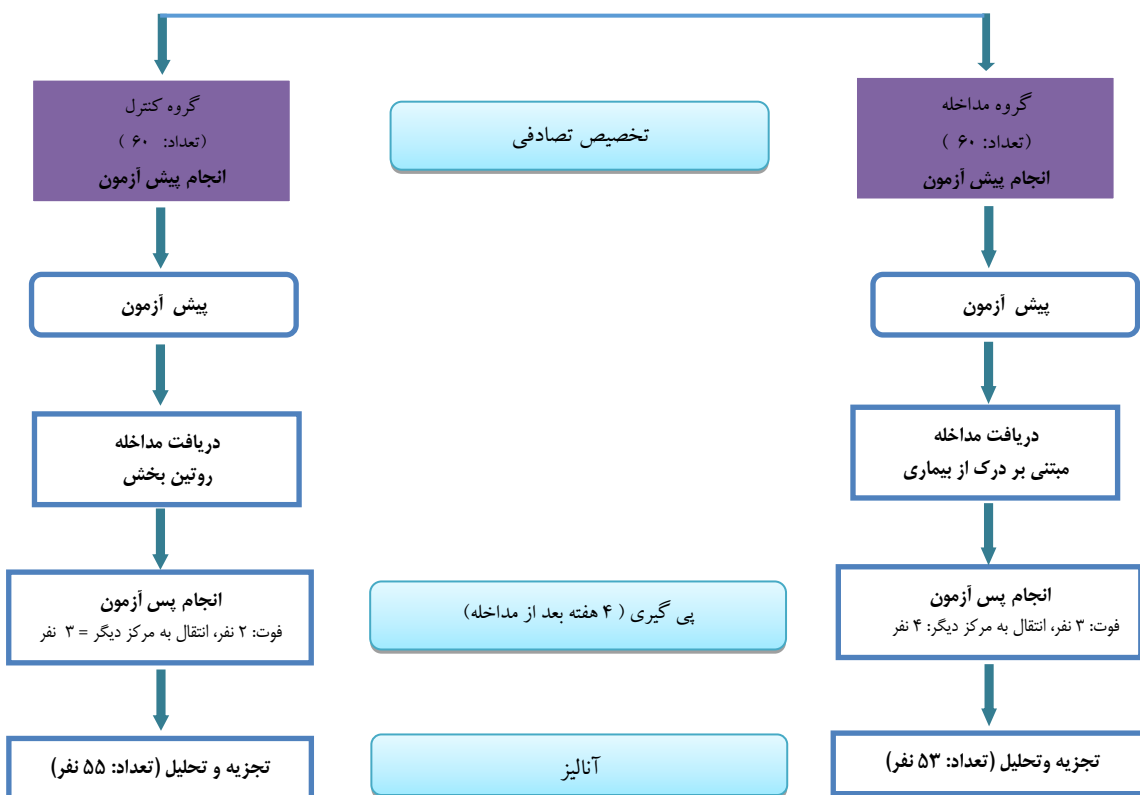 گروه مداخله
(تعداد: ۶۰ )
انجام پیش آزمون
تخصیص تصادفی
گروه کنترل
(تعداد: ۶۰ )
انجام پیش آزمون
پیش آزمون
پیش آزمون
دریافت مداخله
مبتنی بر درک از بیماری
دریافت مداخله
روتین بخش
انجام پس آزمون
فوت: ۳ نفر، انتقال به مرکز دیگر: ۴ نفر
پی گیری ( ۴ هفته بعد از مداخله)
انجام پس آزمون
فوت: ۲ نفر، انتقال به مرکز دیگر = ۳ نفر
تجزیه وتحلیل (تعداد: ۵۳ نفر)
آنالیز
تجزیه و تحلیل (تعداد: ۵۵ نفر)